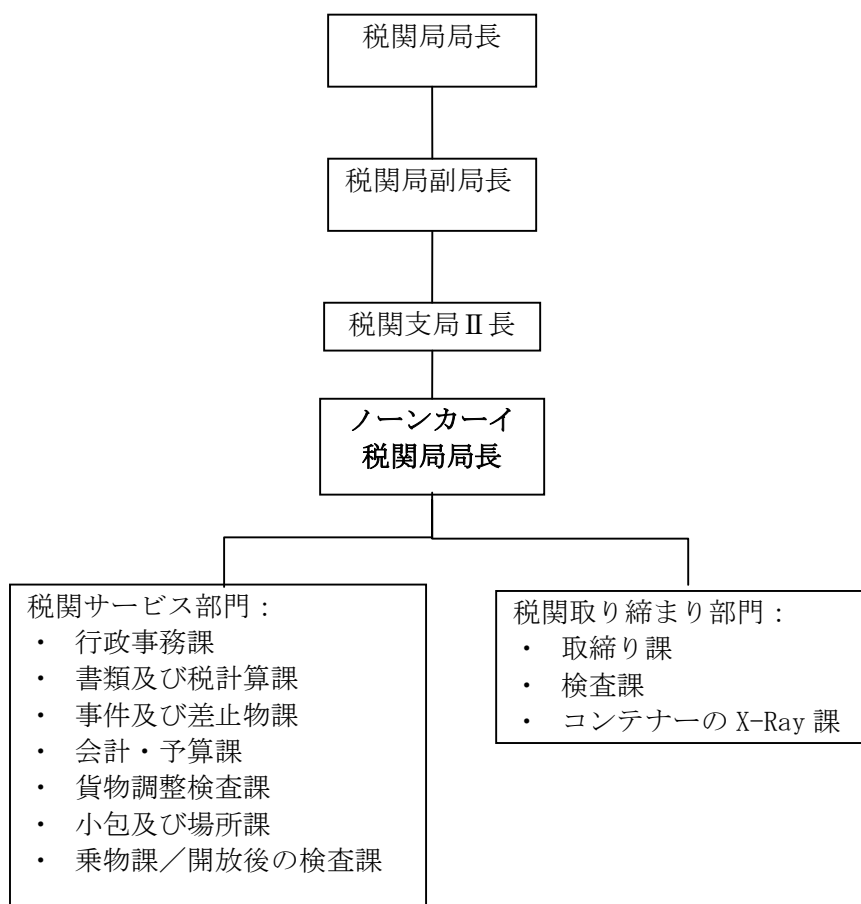 税関局局長
税関局副局長
税関支局Ⅱ長
ノーンカーイ
税関局局長
税関サービス部門：
・ 行政事務課
・ 書類及び税計算課
・ 事件及び差止物課
・ 会計・予算課
・ 貨物調整検査課
・ 小包及び場所課
・ 乗物課／開放後の検査課
税関取り締まり部門：
・ 取締り課
・ 検査課
・ コンテナーの X-Ray 課